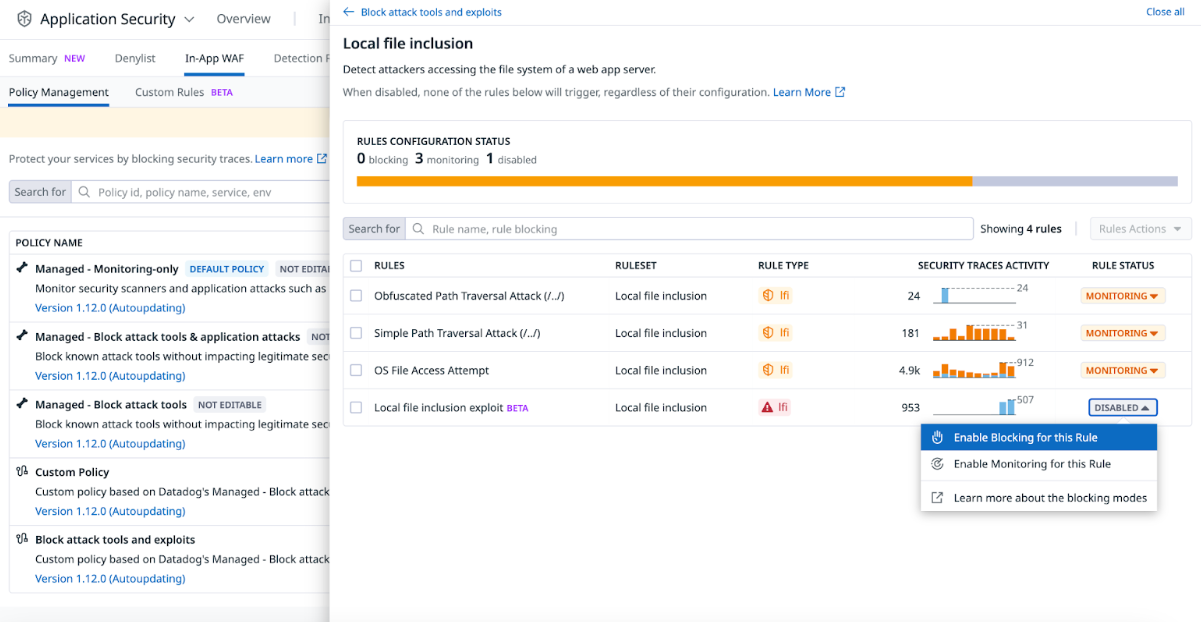 Application Security
Overview
Summary NEW
Denylist
In-App WAF
Detection
Policy Management
Custom Rules BETA
Protect your services by blocking security traces. Learn more
Search for
Policy id, policy name, service, env
POLICY NAME
Managed - Monitoring-only DEFAULT POLICY
Monitor security scanners and application attacks such as
Version 1.12.0 (Autoupdating)
Managed - Block attack tools & application attacks
Block known attack tools without impacting legitimate
Version 1.12.0 (Autoupdating)
Managed - Block attack tools NOT EDITABLE
Block known attack tools without impacting legitimate
Version 1.12.0 (Autoupdating)
Custom Policy
Custom policy based on Datadog's Managed - Block attack
Version 1.12.0 (Autoupdating)
Block attack tools and exploits
Custom policy based on Datadog's Managed - Block attack
Version 1.12.0 (Autoupdating)
Block attack tools and exploits
Close all
Local file inclusion
Detect attackers accessing the file system of a web app server.
When disabled, none of the rules below will trigger, regardless of their configuration. Learn More
RULES CONFIGURATION STATUS
0 blocking 3 monitoring 1 disabled
Search for
Rule name, rule blocking
Showing 4 rules
Rules Actions
RULES RULESET RULE TYPE SECURITY TRACES ACTIVITY RULE STATUS
Obfuscated Path Traversal Attack (/../) Local file inclusion lfi 24 24 MONITORING
Simple Path Traversal Attack (/../) Local file inclusion lfi 181 31 MONITORING
OS File Access Attempt Local file inclusion lfi 4.9k 912 MONITORING
Local file inclusion exploit BETA Local file inclusion lfi 953 507 DISABLED
Enable Blocking for this Rule
Enable Monitoring for this Rule
Learn more about the blocking modes